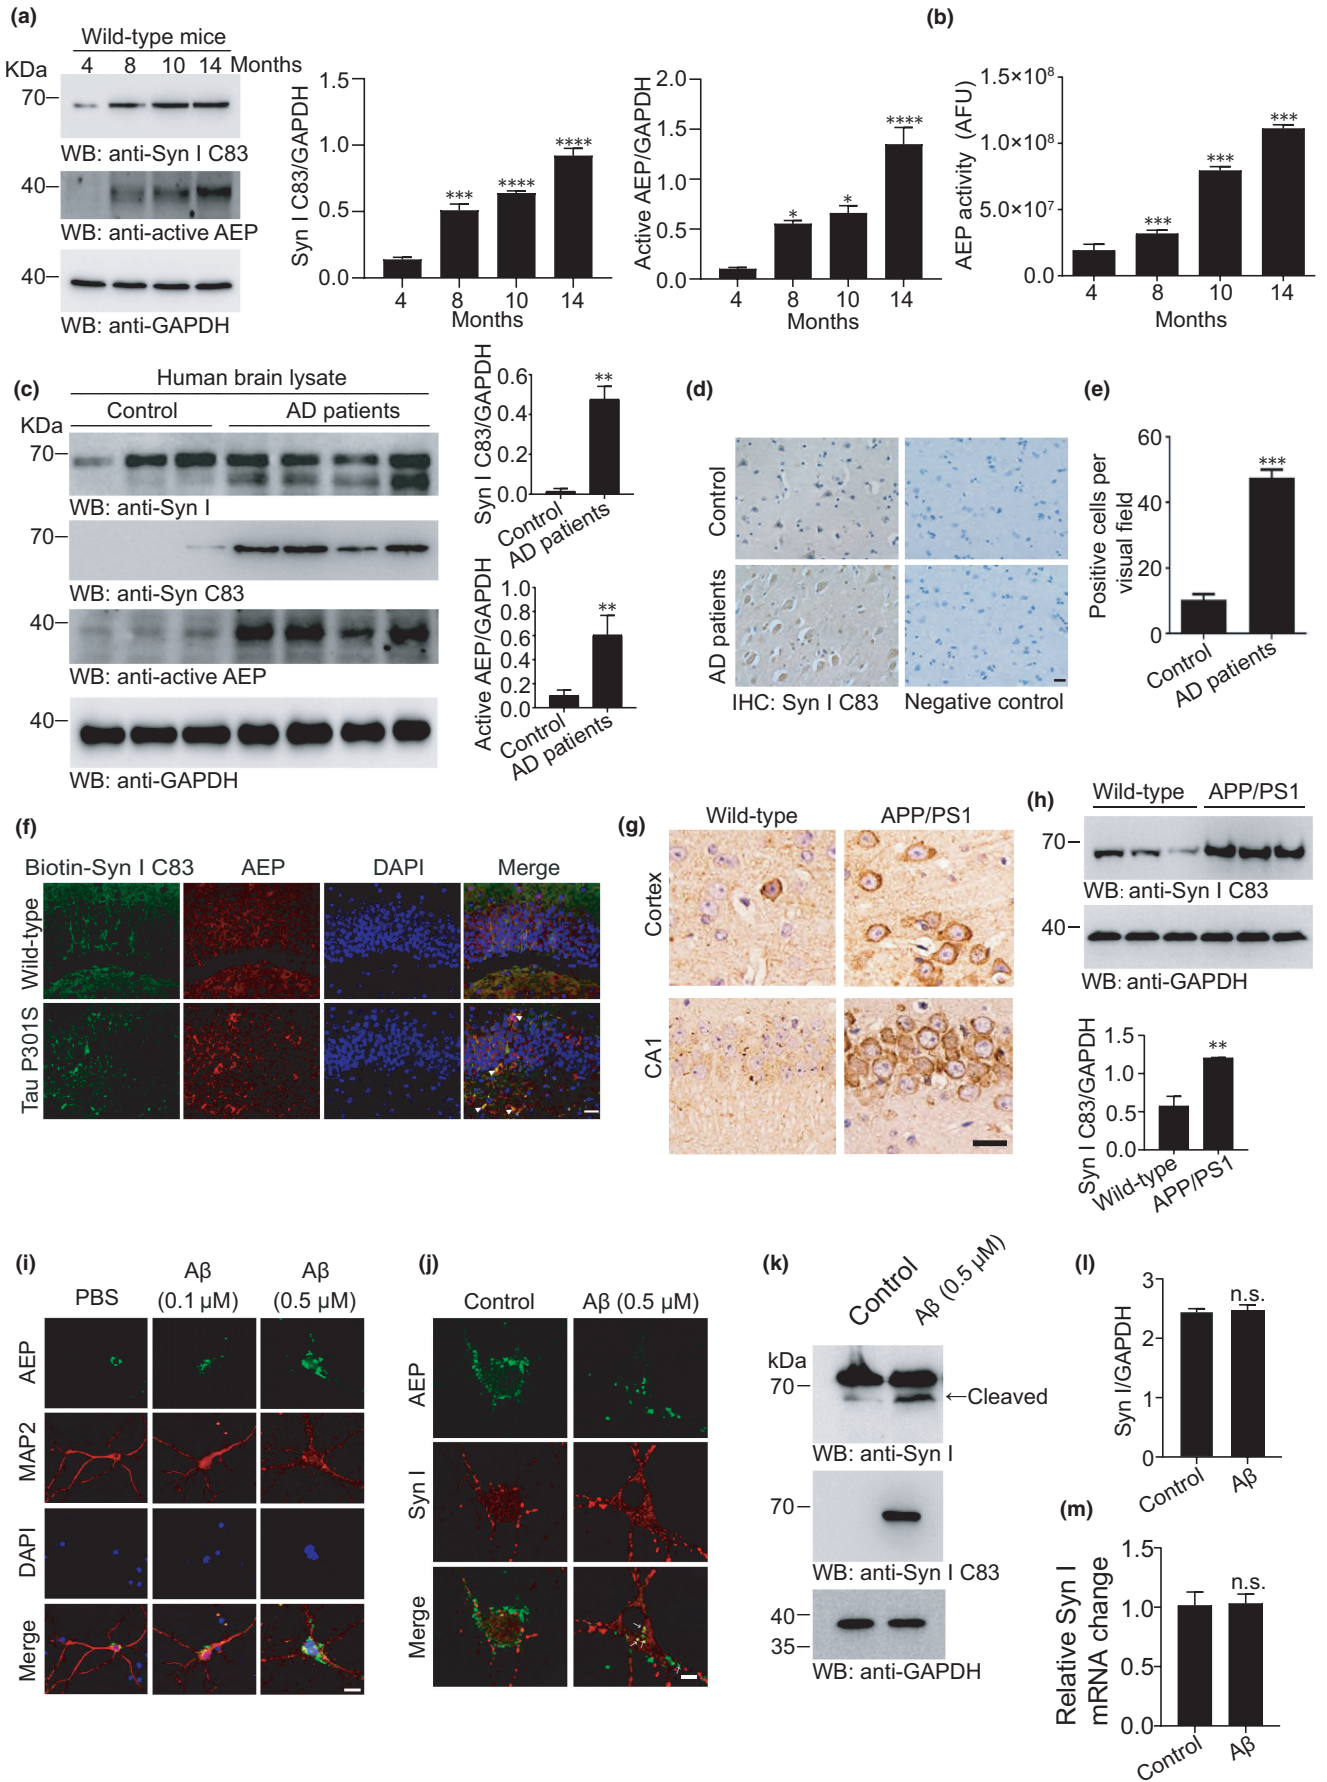 (a)
Wild-type mice
KDa 4 8 10 14 Months
70
WB: anti-Syn I C83
40
WB: anti-active AEP
40
WB: anti-GAPDH
Syn I C83/GAPDH
1.5
1.0
0.5
0.0
***
****
****
4 8 10 14
Months
Active AEP/GAPDH
2.0
1.5
1.0
0.5
0.0
*
*
****
4 8 10 14
Months
(b)
AEP activity (AFU)
1.5×10⁸
1.0×10⁸
5.0×10⁷
0.0
***
***
***
4 8 10 14
Months
(c)
Human brain lysate
Control AD patients
KDa
70
WB: anti-Syn I
70
WB: anti-Syn C83
40
WB: anti-active AEP
40
WB: anti-GAPDH
Syn I C83/GAPDH
0.6
0.4
0.2
0.0
**
Control
AD patients
Active AEP/GAPDH
1.0
0.8
0.6
0.4
0.2
0.0
**
Control
AD patients
(d)
Control
AD patients
IHC: Syn I C83 Negative control
(e)
Positive cells per
visual field
60
40
20
0
***
Control
AD patients
(f)
Biotin-Syn I C83 AEP DAPI Merge
Wild-type
Tau P301S
(g)
Wild-type APP/PS1
Cortex
CA1
(h)
Wild-type APP/PS1
70
WB: anti-Syn I C83
40
WB: anti-GAPDH
Syn I C83/GAPDH
1.5
1.0
0.5
0.0
**
Wild-type
APP/PS1
(i)
PBS
Aβ
(0.1 µM)
Aβ
(0.5 µM)
AEP
MAP2
DAPI
Merge
(j)
Control Aβ (0.5 µM)
AEP
Syn I
Merge
(k)
Control
Aβ (0.5 µM)
kDa
70
←Cleaved
WB: anti-Syn I
70
WB: anti-Syn I C83
40
35
WB: anti-GAPDH
(l)
Syn I/GAPDH
3
2
1
0
n.s.
Control
Aβ
(m)
Relative Syn I
mRNA change
1.5
1.0
0.5
0.0
n.s.
Control
Aβ